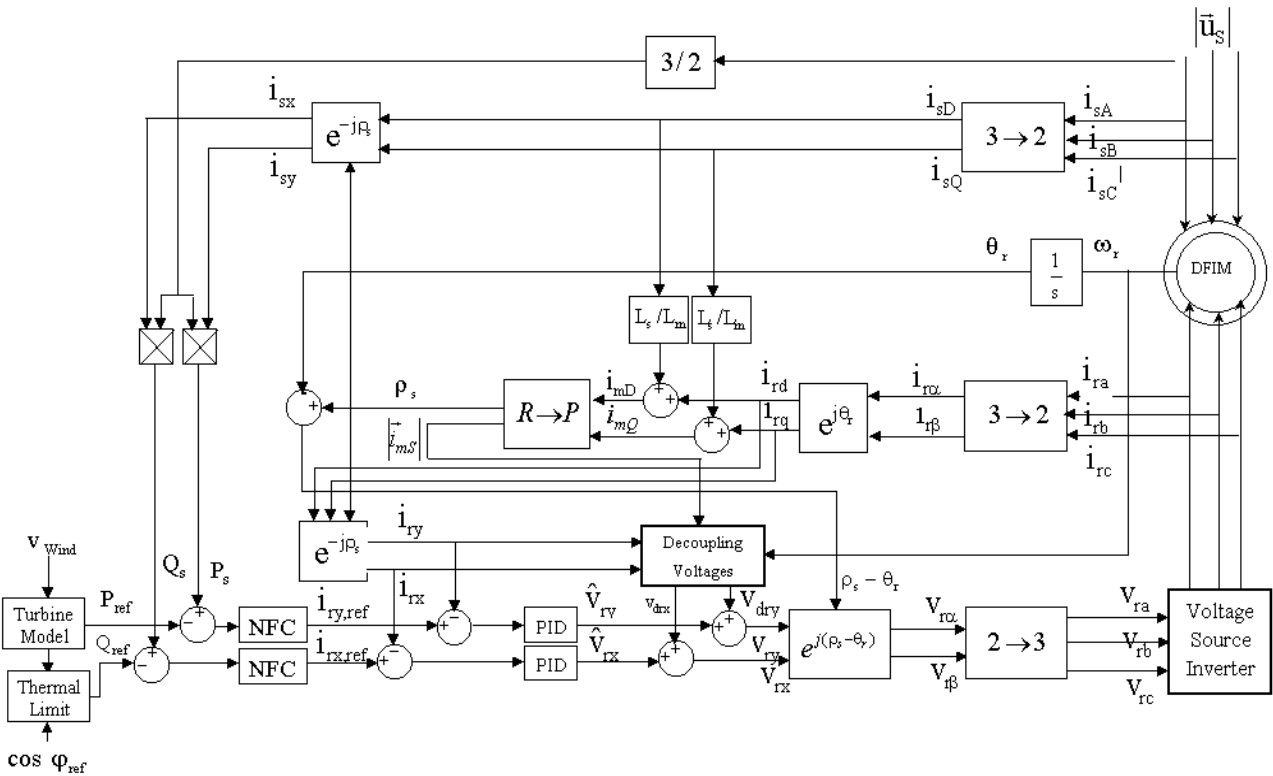 |u⃗_S|
3/2
i_sx
e^−jρ_s
i_sD
3→2
i_sA
i_sB
i_sy
i_sQ
i_sC
θ_r
1/s
ω_r
DFIM
L_s/L_m
L_s/L_m
ρ_s
R→P
i_mD
i_mQ
|i⃗_mS|
i_rd
i_rq
e^jθ_r
i_rα
i_rβ
3→2
i_ra
i_rb
i_rc
v_Wind
Q_s
P_s
e^−jρ_s
i_ry
i_rx
Decoupling
Voltages
ρ_s − θ_r
Turbine
Model
P_ref
Q_ref
NFC
NFC
i_ry,ref
i_rx,ref
PID
PID
v̂_ry
v̂_rx
v_drx
v_dry
v_ry
v_rx
e^j(ρ_s−θ_r)
v_rα
v_rβ
2→3
v_ra
v_rb
v_rc
Voltage
Source
Inverter
Thermal
Limit
cos φ_ref